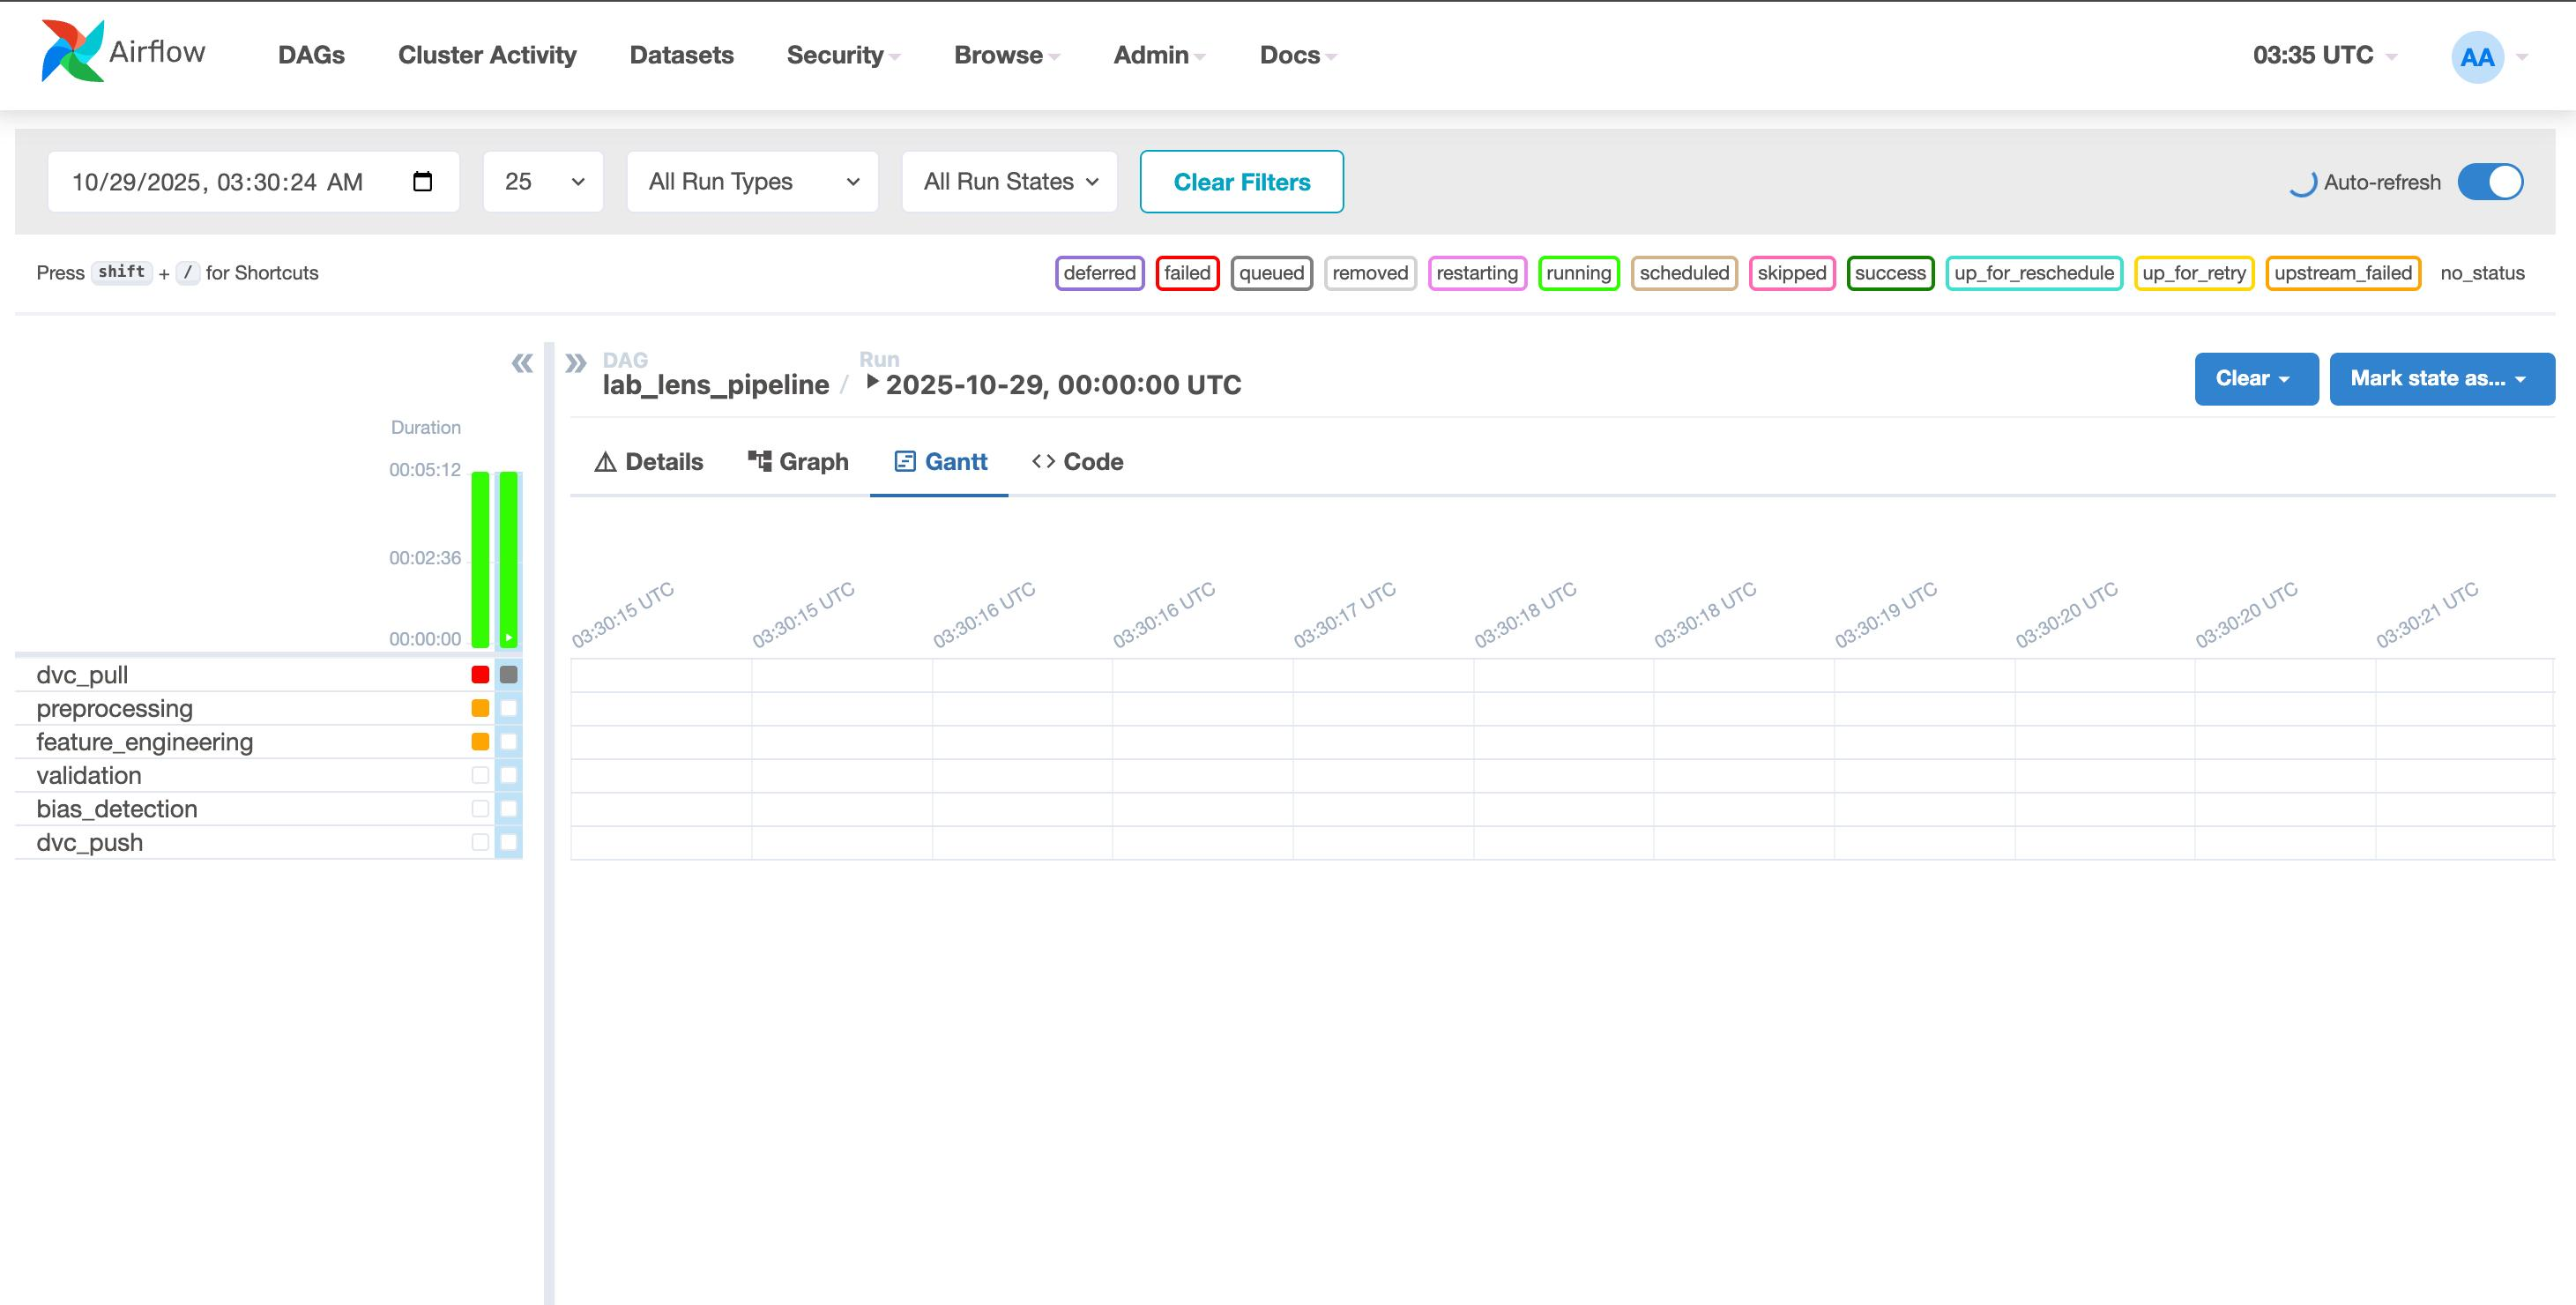 Airflow DAGs Cluster Activity Datasets Security Browse Admin Docs 03:35 UTC AA
10/29/2025, 03:30:24 AM 25 All Run Types All Run States Clear Filters Auto-refresh
Press shift + / for Shortcuts deferred failed queued removed restarting running scheduled skipped success up_for_reschedule up_for_retry upstream_failed no_status
DAG Run
lab_lens_pipeline / 2025-10-29, 00:00:00 UTC Clear Mark state as...
Duration
Details Graph Gantt Code
00:05:12
00:02:36
00:00:00
03:30:15 UTC 03:30:15 UTC 03:30:16 UTC 03:30:16 UTC 03:30:17 UTC 03:30:18 UTC 03:30:18 UTC 03:30:19 UTC 03:30:20 UTC 03:30:20 UTC 03:30:21 UTC
dvc_pull
preprocessing
feature_engineering
validation
bias_detection
dvc_push